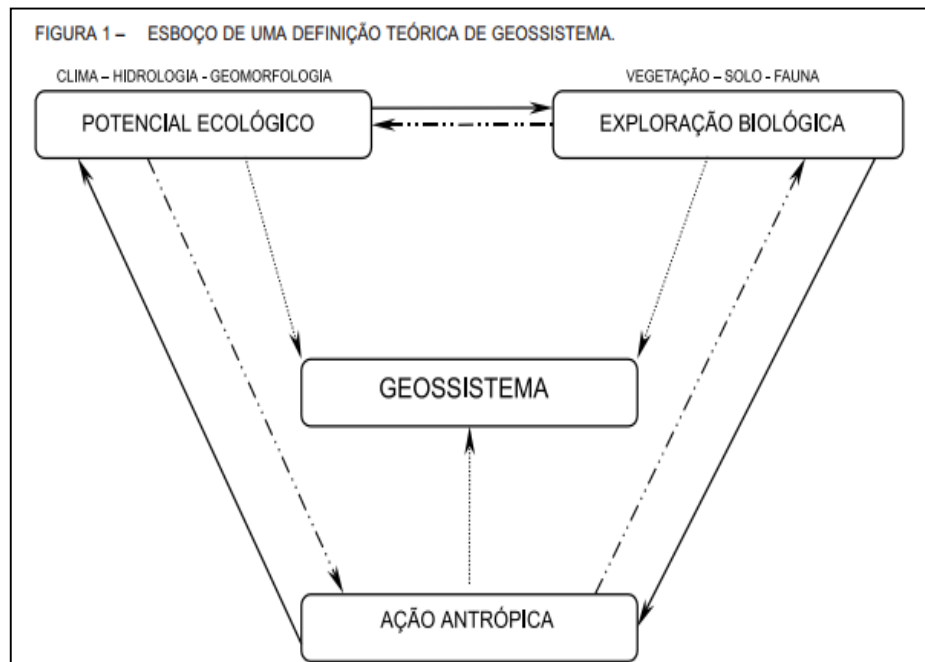 FIGURA 1 – ESBOÇO DE UMA DEFINIÇÃO TEÓRICA DE GEOSSISTEMA.
CLIMA – HIDROLOGIA - GEOMORFOLOGIA
VEGETAÇÃO – SOLO - FAUNA
POTENCIAL ECOLÓGICO
EXPLORAÇÃO BIOLÓGICA
GEOSSISTEMA
AÇÃO ANTRÓPICA